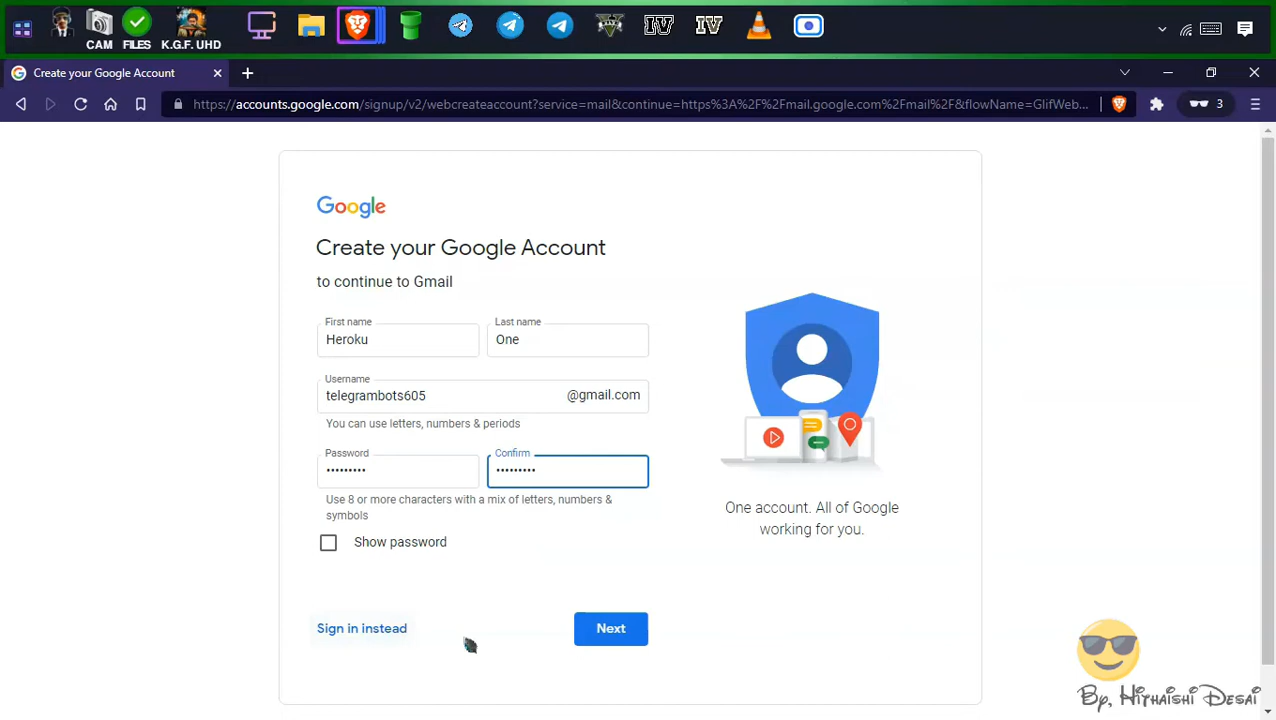 CAM
FILES
K.G.F. UHD
IV
IV
Create your Google Account
https://accounts.google.com/signup/v2/webcreateaccount?service=mail&continue=https%3A%2F%2Fmail.google.com%2Fmail%2F&flowName=GlifWeb...
3
Google
Create your Google Account
to continue to Gmail
First name
Last name
Heroku
One
Username
telegrambots605
@gmail.com
You can use letters, numbers & periods
Password
Confirm
•••••••••
•••••••••
Use 8 or more characters with a mix of letters, numbers &
symbols
Show password
One account. All of Google
working for you.
Sign in instead
Next
By, Hithaishi Desai